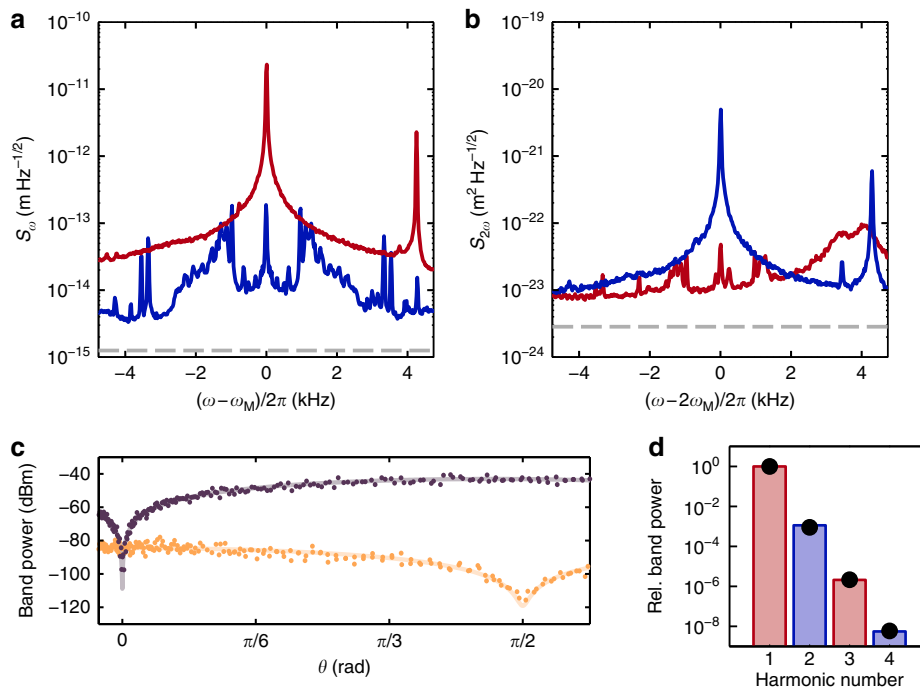 a
10⁻¹⁰
10⁻¹¹
10⁻¹²
10⁻¹³
10⁻¹⁴
10⁻¹⁵
S_ω (m Hz⁻¹/²)
−4 −2 0 2 4
(ω−ω_M)/2π (kHz)
b
10⁻¹⁹
10⁻²⁰
10⁻²¹
10⁻²²
10⁻²³
10⁻²⁴
S_2ω (m² Hz⁻¹/²)
−4 −2 0 2 4
(ω−2ω_M)/2π (kHz)
c
−40
−60
−80
−100
−120
Band power (dBm)
0 π/6 π/3 π/2
θ (rad)
d
10⁰
10⁻²
10⁻⁴
10⁻⁶
10⁻⁸
Rel. band power
1 2 3 4
Harmonic number